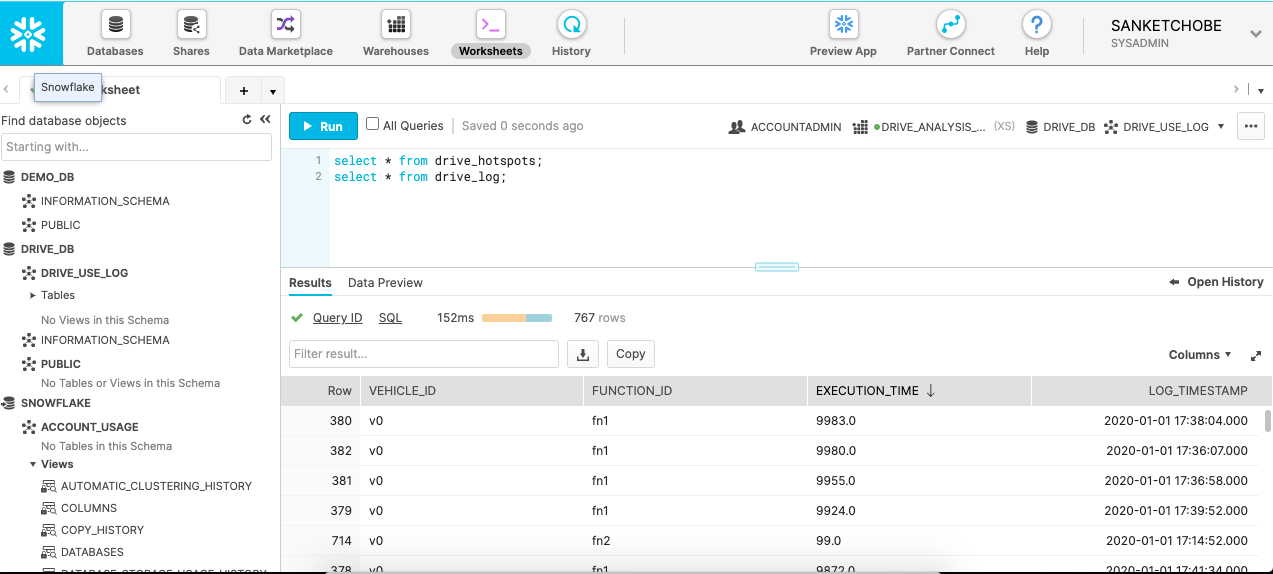 Databases Shares Data Marketplace Warehouses Worksheets History Preview App Partner Connect Help SANKETCHOBE
SYSADMIN
Snowflake ksheet + ▼
Find database objects
Starting with...
DEMO_DB
INFORMATION_SCHEMA
PUBLIC
DRIVE_DB
DRIVE_USE_LOG
Tables
No Views in this Schema
INFORMATION_SCHEMA
PUBLIC
No Tables or Views in this Schema
SNOWFLAKE
ACCOUNT_USAGE
No Tables in this Schema
Views
AUTOMATIC_CLUSTERING_HISTORY
COLUMNS
COPY_HISTORY
DATABASES
DATABASE_STORAGE_USAGE_HISTORY
Run All Queries Saved 0 seconds ago ACCOUNTADMIN DRIVE_ANALYSIS_... (XS) DRIVE_DB DRIVE_USE_LOG ...
1 select * from drive_hotspots;
2 select * from drive_log;
Results Data Preview Open History
Query ID SQL 152ms 767 rows
Filter result... Copy Columns
Row VEHICLE_ID FUNCTION_ID EXECUTION_TIME ↓ LOG_TIMESTAMP
380 v0 fn1 9983.0 2020-01-01 17:38:04.000
382 v0 fn1 9980.0 2020-01-01 17:36:07.000
381 v0 fn1 9955.0 2020-01-01 17:36:58.000
379 v0 fn1 9924.0 2020-01-01 17:39:52.000
714 v0 fn2 99.0 2020-01-01 17:14:52.000
378 v0 fn1 9872.0 2020-01-01 17:41:34.000